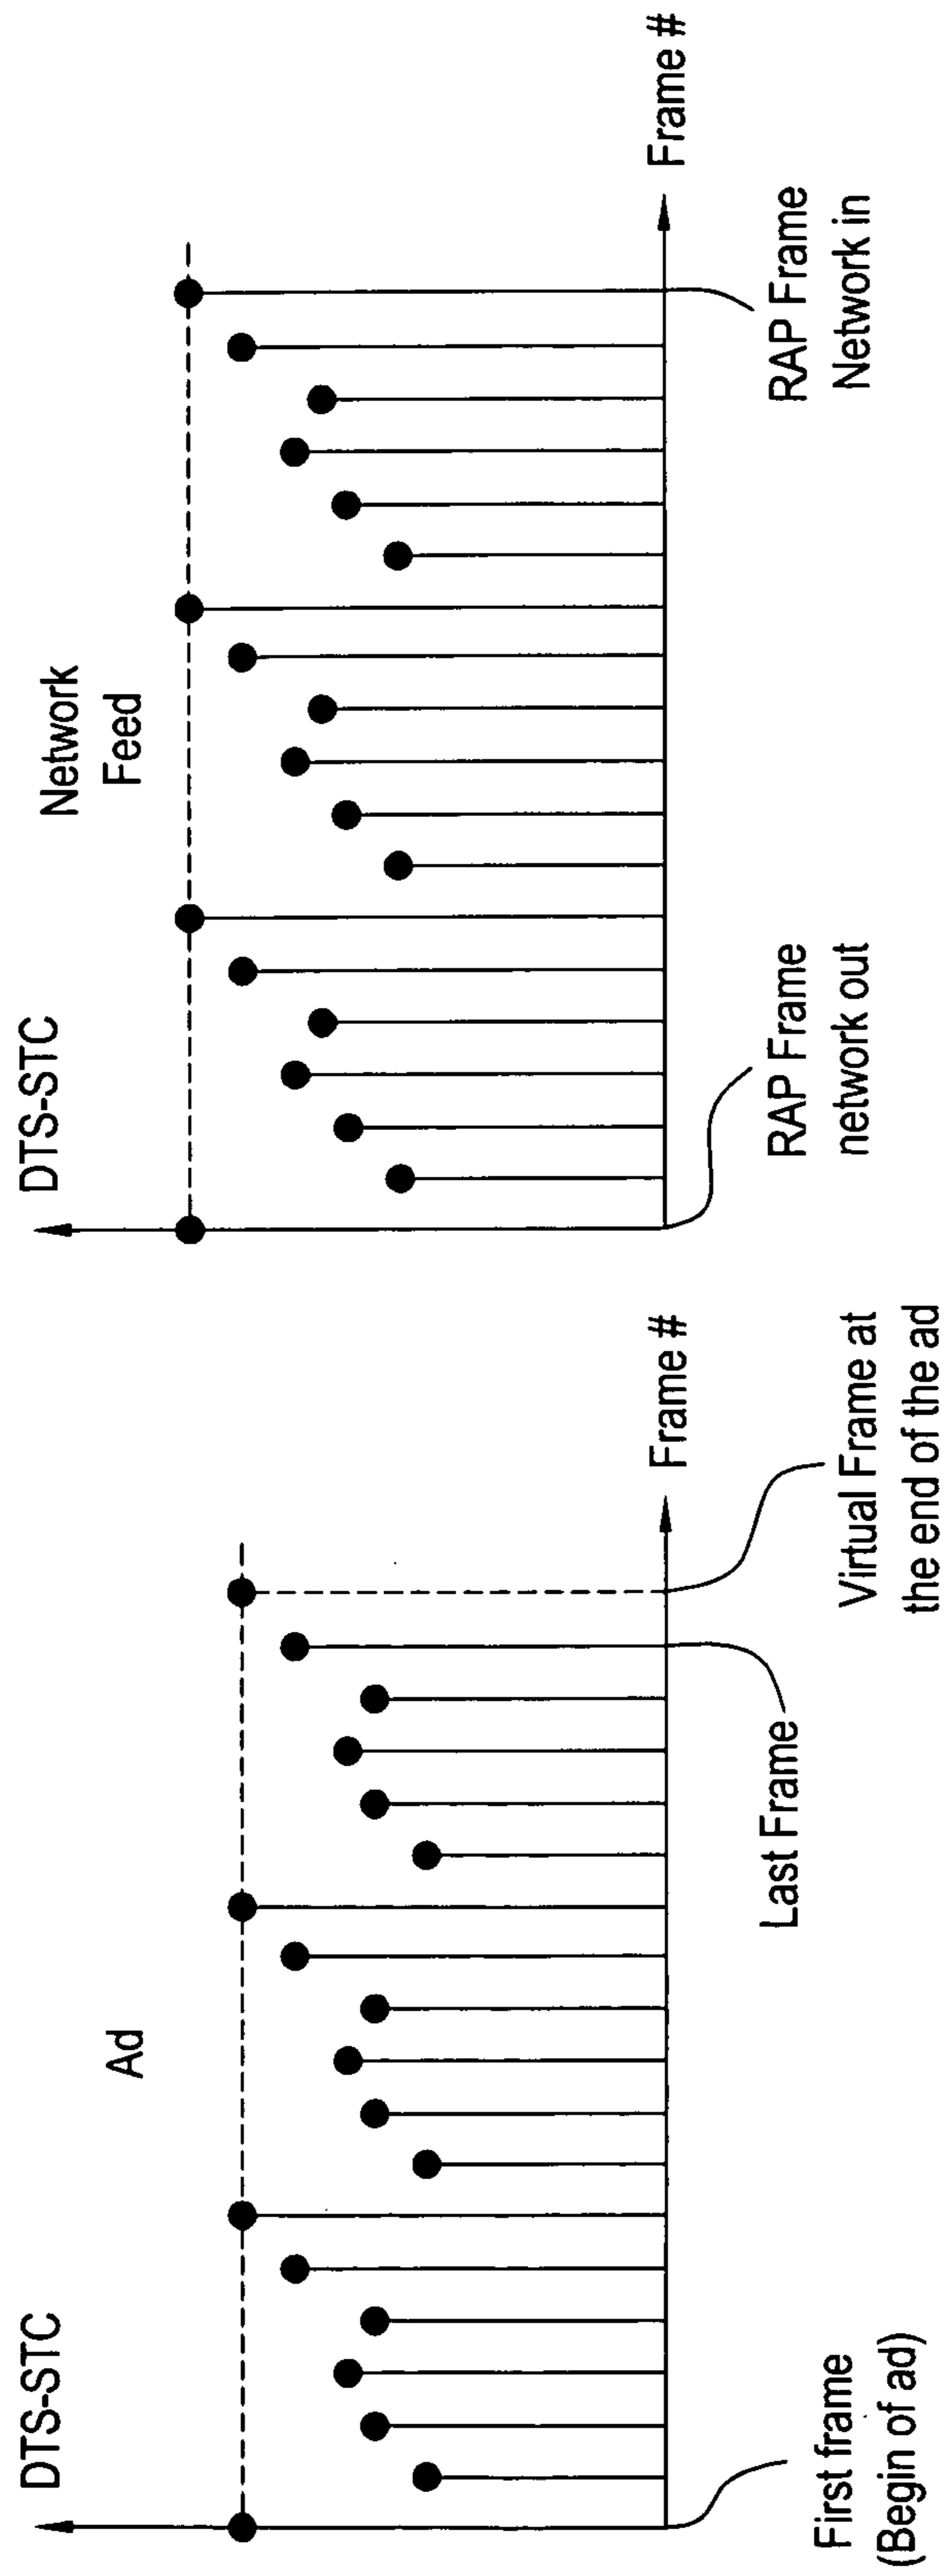 DTS-STC
Ad
First frame
(Begin of ad)
Last Frame
Virtual Frame at
the end of the ad
Frame #
DTS-STC
Network
Feed
RAP Frame
network out
RAP Frame
Network in
Frame #